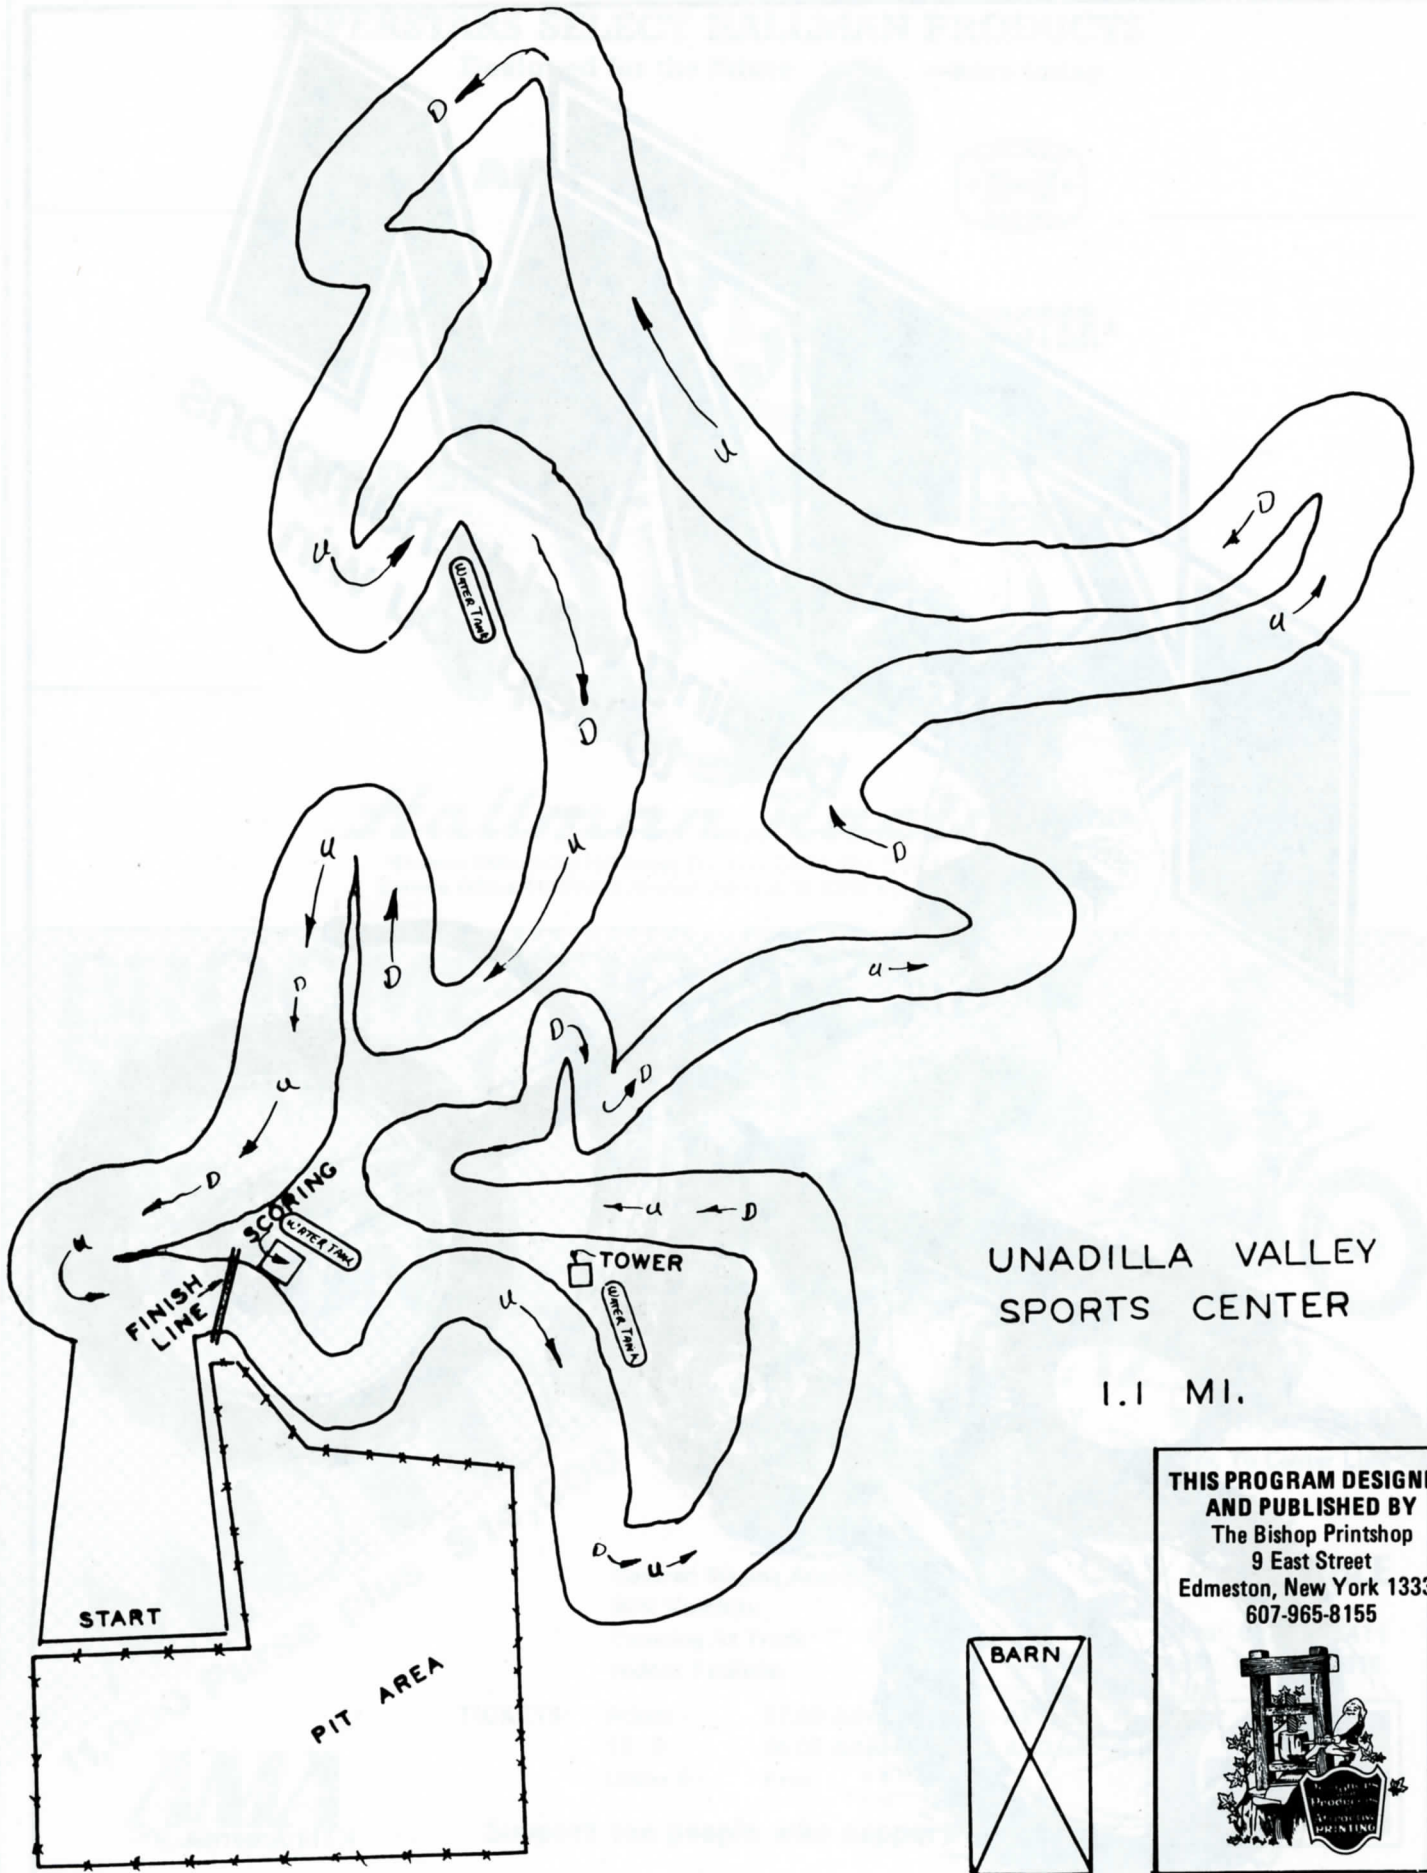 D
U
D
U
U
WATER TANK
D
U
U
D
U
D
D
U
D
D
U
D
SCORING
WATER TANK
U
D
U
FINISH
LINE
TOWER
U
WATER TANK
UNADILLA VALLEY
SPORTS CENTER
1.1 MI.
D
U
START
PIT AREA
BARN
THIS PROGRAM DESIGNE
AND PUBLISHED BY
The Bishop Printshop
9 East Street
Edmeston, New York 1333
607-965-8155
PRINTING